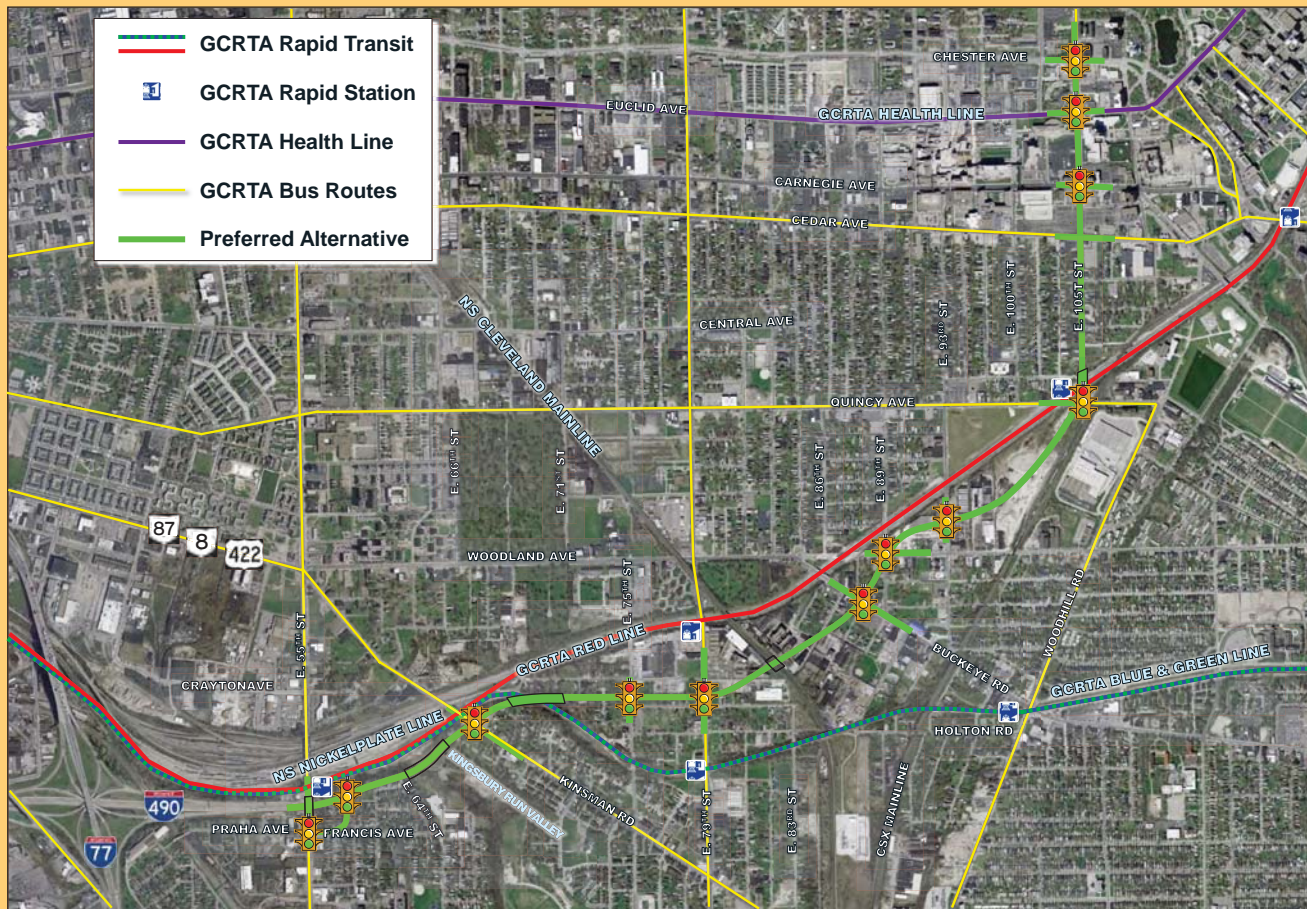 GCRTA Rapid Transit
GCRTA Rapid Station
GCRTA Health Line
GCRTA Bus Routes
Preferred Alternative
CHESTER AVE
EUCLID AVE
GCRTA HEALTH LINE
CARNEGIE AVE
CEDAR AVE
E. 105T ST
E. 100TH ST
E. 93RD ST
NS CLEVELAND MAINLINE
CENTRAL AVE
QUINCY AVE
E. 66TH ST
E. 71ST ST
E. 86TH ST
E. 89TH ST
87
8
422
WOODLAND AVE
E. 75TH ST
WOODHILL RD
E. 55TH ST
GCRTA RED LINE
BUCKEYE RD
CRAYTONAVE
GCRTA BLUE & GREEN LINE
NS NICKELPLATE LINE
HOLTON RD
KINGSBURY RUN VALLEY
KINSMAN RD
E. 64TH ST
E. 79TH ST
E. 83RD ST
CSX MAINLINE
490
PRAHA AVE
FRANCIS AVE
77